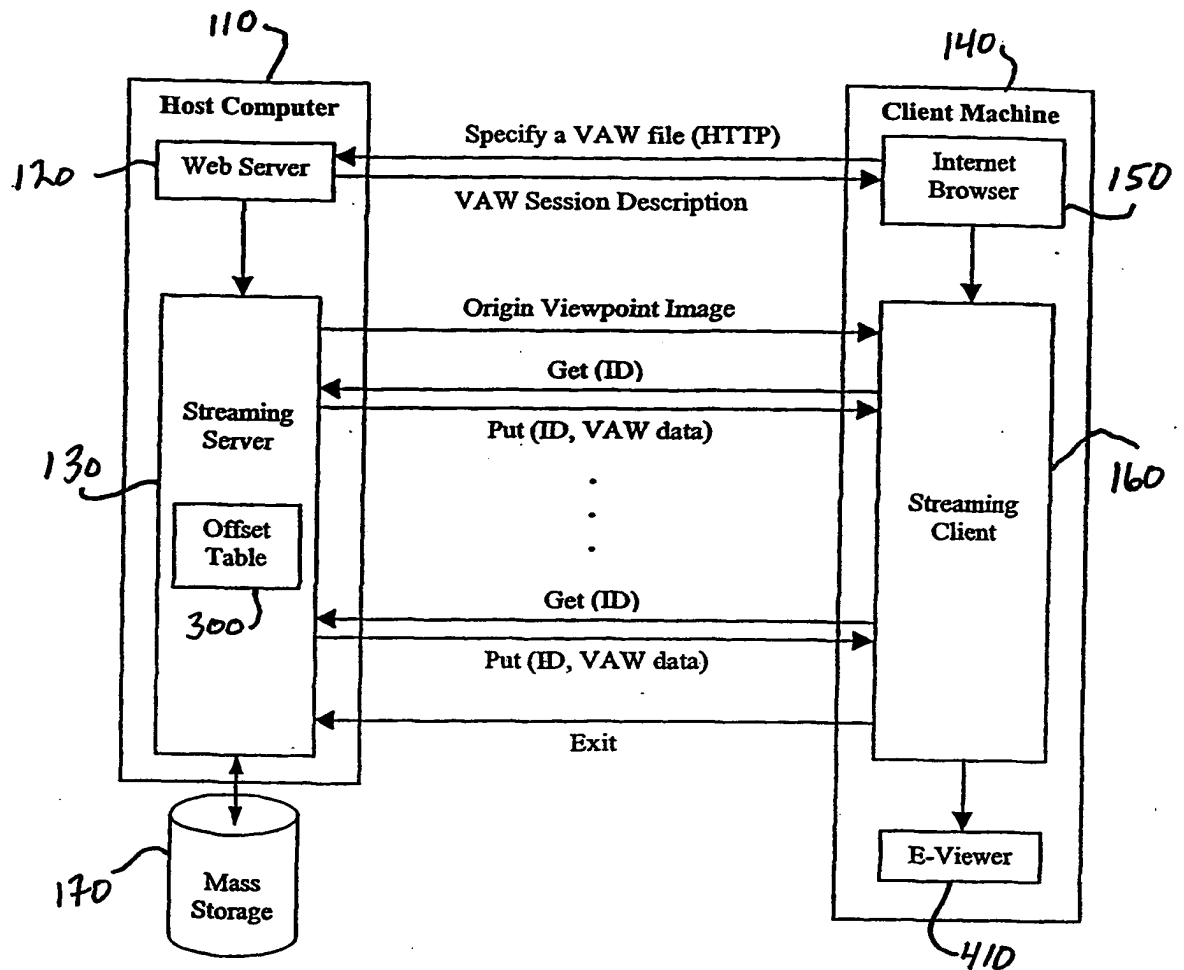 110
140
Host Computer
Client Machine
Specify a VAW file (HTTP)
120
Web Server
Internet
Browser
150
VAW Session Description
Origin Viewpoint Image
Get (ID)
Streaming
Server
Put (ID, VAW data)
130
160
Streaming
Client
Offset
Table
300
Get (ID)
Put (ID, VAW data)
Exit
170
Mass
Storage
E-Viewer
410